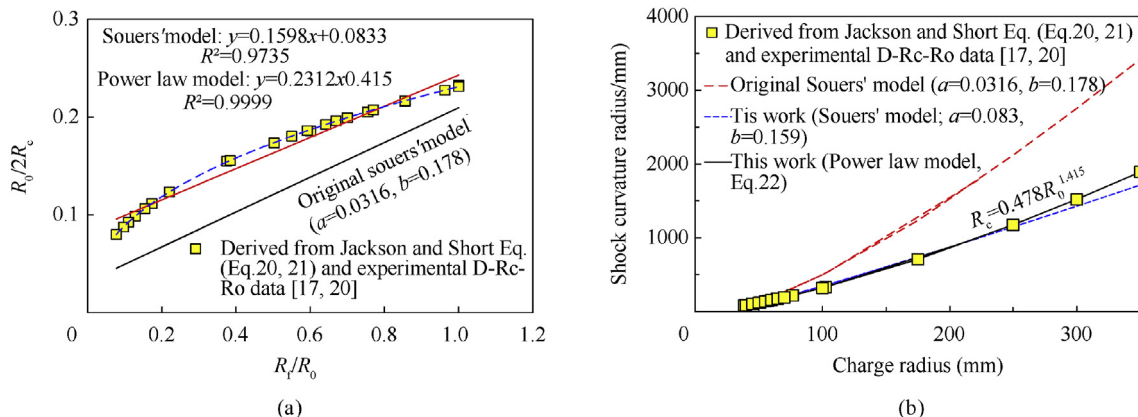 Souers'model: y=0.1598x+0.0833
R²=0.9735
Power law model: y=0.2312x0.415
R²=0.9999
0.3
0.2
0.1
0
0.2
0.4
0.6
0.8
1.0
1.2
R₀/2R_c
R_f/R₀
Original souers'model
(a=0.0316, b=0.178)
Derived from Jackson and Short Eq.
(Eq.20, 21) and experimental D-Rc-
Ro data [17, 20]
(a)
4000
3000
2000
1000
0
100
200
300
Shock curvature radius/mm
Charge radius (mm)
Derived from Jackson and Short Eq. (Eq.20, 21)
and experimental D-Rc-Ro data [17, 20]
Original Souers' model (a=0.0316, b=0.178)
Tis work (Souers' model; a=0.083,
b=0.159)
This work (Power law model,
Eq.22)
R_c=0.478R₀^1.415
(b)